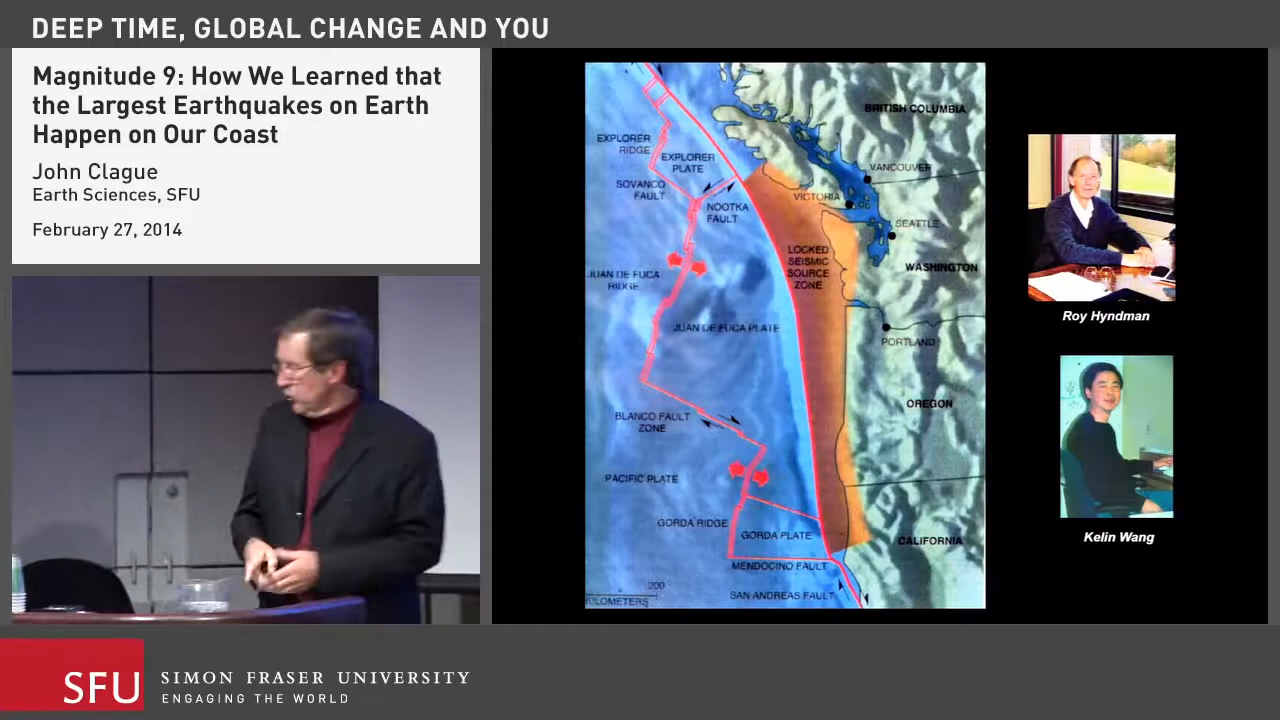 DEEP TIME, GLOBAL CHANGE AND YOU
Magnitude 9: How We Learned that
the Largest Earthquakes on Earth
Happen on Our Coast
John Clague
Earth Sciences, SFU
February 27, 2014
BRITISH COLUMBIA
EXPLORER
RIDGE
EXPLORER
PLATE
VANCOUVER
SOVANCO
FAULT
VICTORIA
NOOTKA
FAULT
SEATTLE
LOCKED
SEISMIC
SOURCE
ZONE
WASHINGTON
JUAN DE FUCA
RIDGE
JUAN DE FUCA PLATE
PORTLAND
OREGON
BLANCO FAULT
ZONE
PACIFIC PLATE
GORDA RIDGE
GORDA PLATE
CALIFORNIA
MENDOCINO FAULT
200
KILOMETERS
SAN ANDREAS FAULT
Roy Hyndman
Kelin Wang
SFU
SIMON FRASER UNIVERSITY
ENGAGING THE WORLD